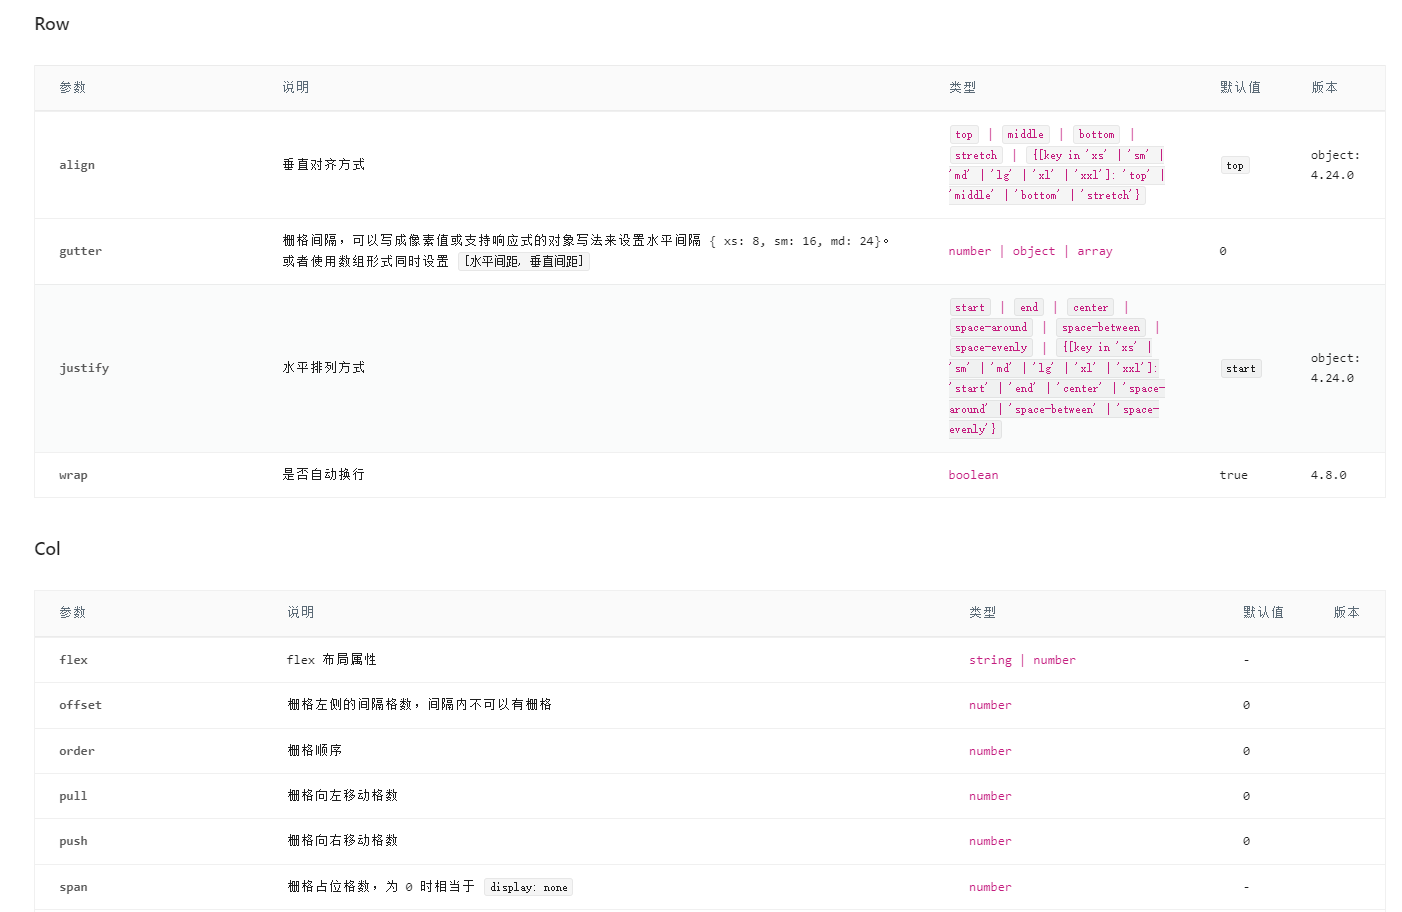 Row
参数 说明 类型 默认值 版本
align 垂直对齐方式 top | middle | bottom | stretch | {[key in 'xs' | 'sm' | 'md' | 'lg' | 'xl' | 'xxl']: 'top' | 'middle' | 'bottom' | 'stretch'} top object: 4.24.0
gutter 栅格间隔，可以写成像素值或支持响应式的对象写法来设置水平间隔 { xs: 8, sm: 16, md: 24}。
或者使用数组形式同时设置 [水平间距, 垂直间距] number | object | array 0
justify 水平排列方式 start | end | center | space-around | space-between | space-evenly | {[key in 'xs' | 'sm' | 'md' | 'lg' | 'xl' | 'xxl']: 'start' | 'end' | 'center' | 'space-around' | 'space-between' | 'space-evenly'} start object: 4.24.0
wrap 是否自动换行 boolean true 4.8.0
Col
参数 说明 类型 默认值 版本
flex flex 布局属性 string | number -
offset 栅格左侧的间隔格数，间隔内不可以有栅格 number 0
order 栅格顺序 number 0
pull 栅格向左移动格数 number 0
push 栅格向右移动格数 number 0
span 栅格占位格数，为 0 时相当于 display: none number -